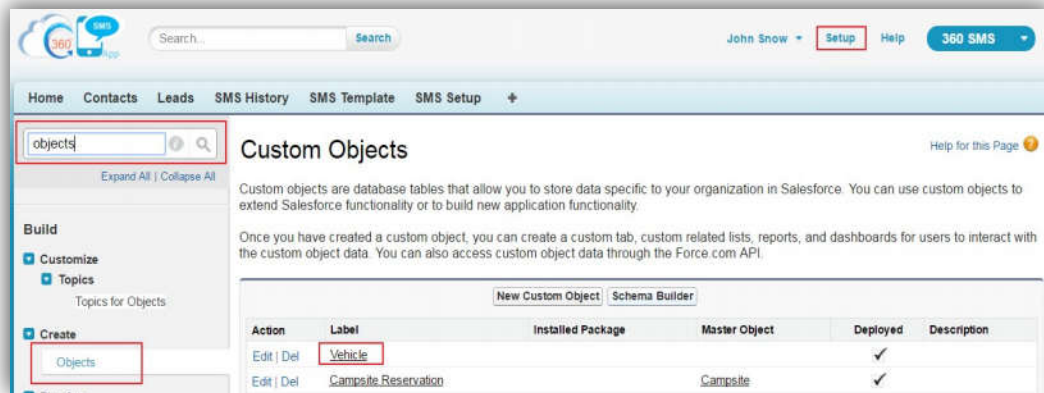 SMS
360
App
Search...
Search
John Snow
Setup
Help
360 SMS
Home Contacts Leads SMS History SMS Template SMS Setup +
objects
Expand All | Collapse All
Custom Objects
Help for this Page ?
Custom objects are database tables that allow you to store data specific to your organization in Salesforce. You can use custom objects to
extend Salesforce functionality or to build new application functionality.
Once you have created a custom object, you can create a custom tab, custom related lists, reports, and dashboards for users to interact with
the custom object data. You can also access custom object data through the Force.com API.
Build
Customize
Topics
Topics for Objects
Create
Objects
New Custom Object Schema Builder
Action Label Installed Package Master Object Deployed Description
Edit | Del Vehicle ✓
Edit | Del Campsite Reservation Campsite ✓